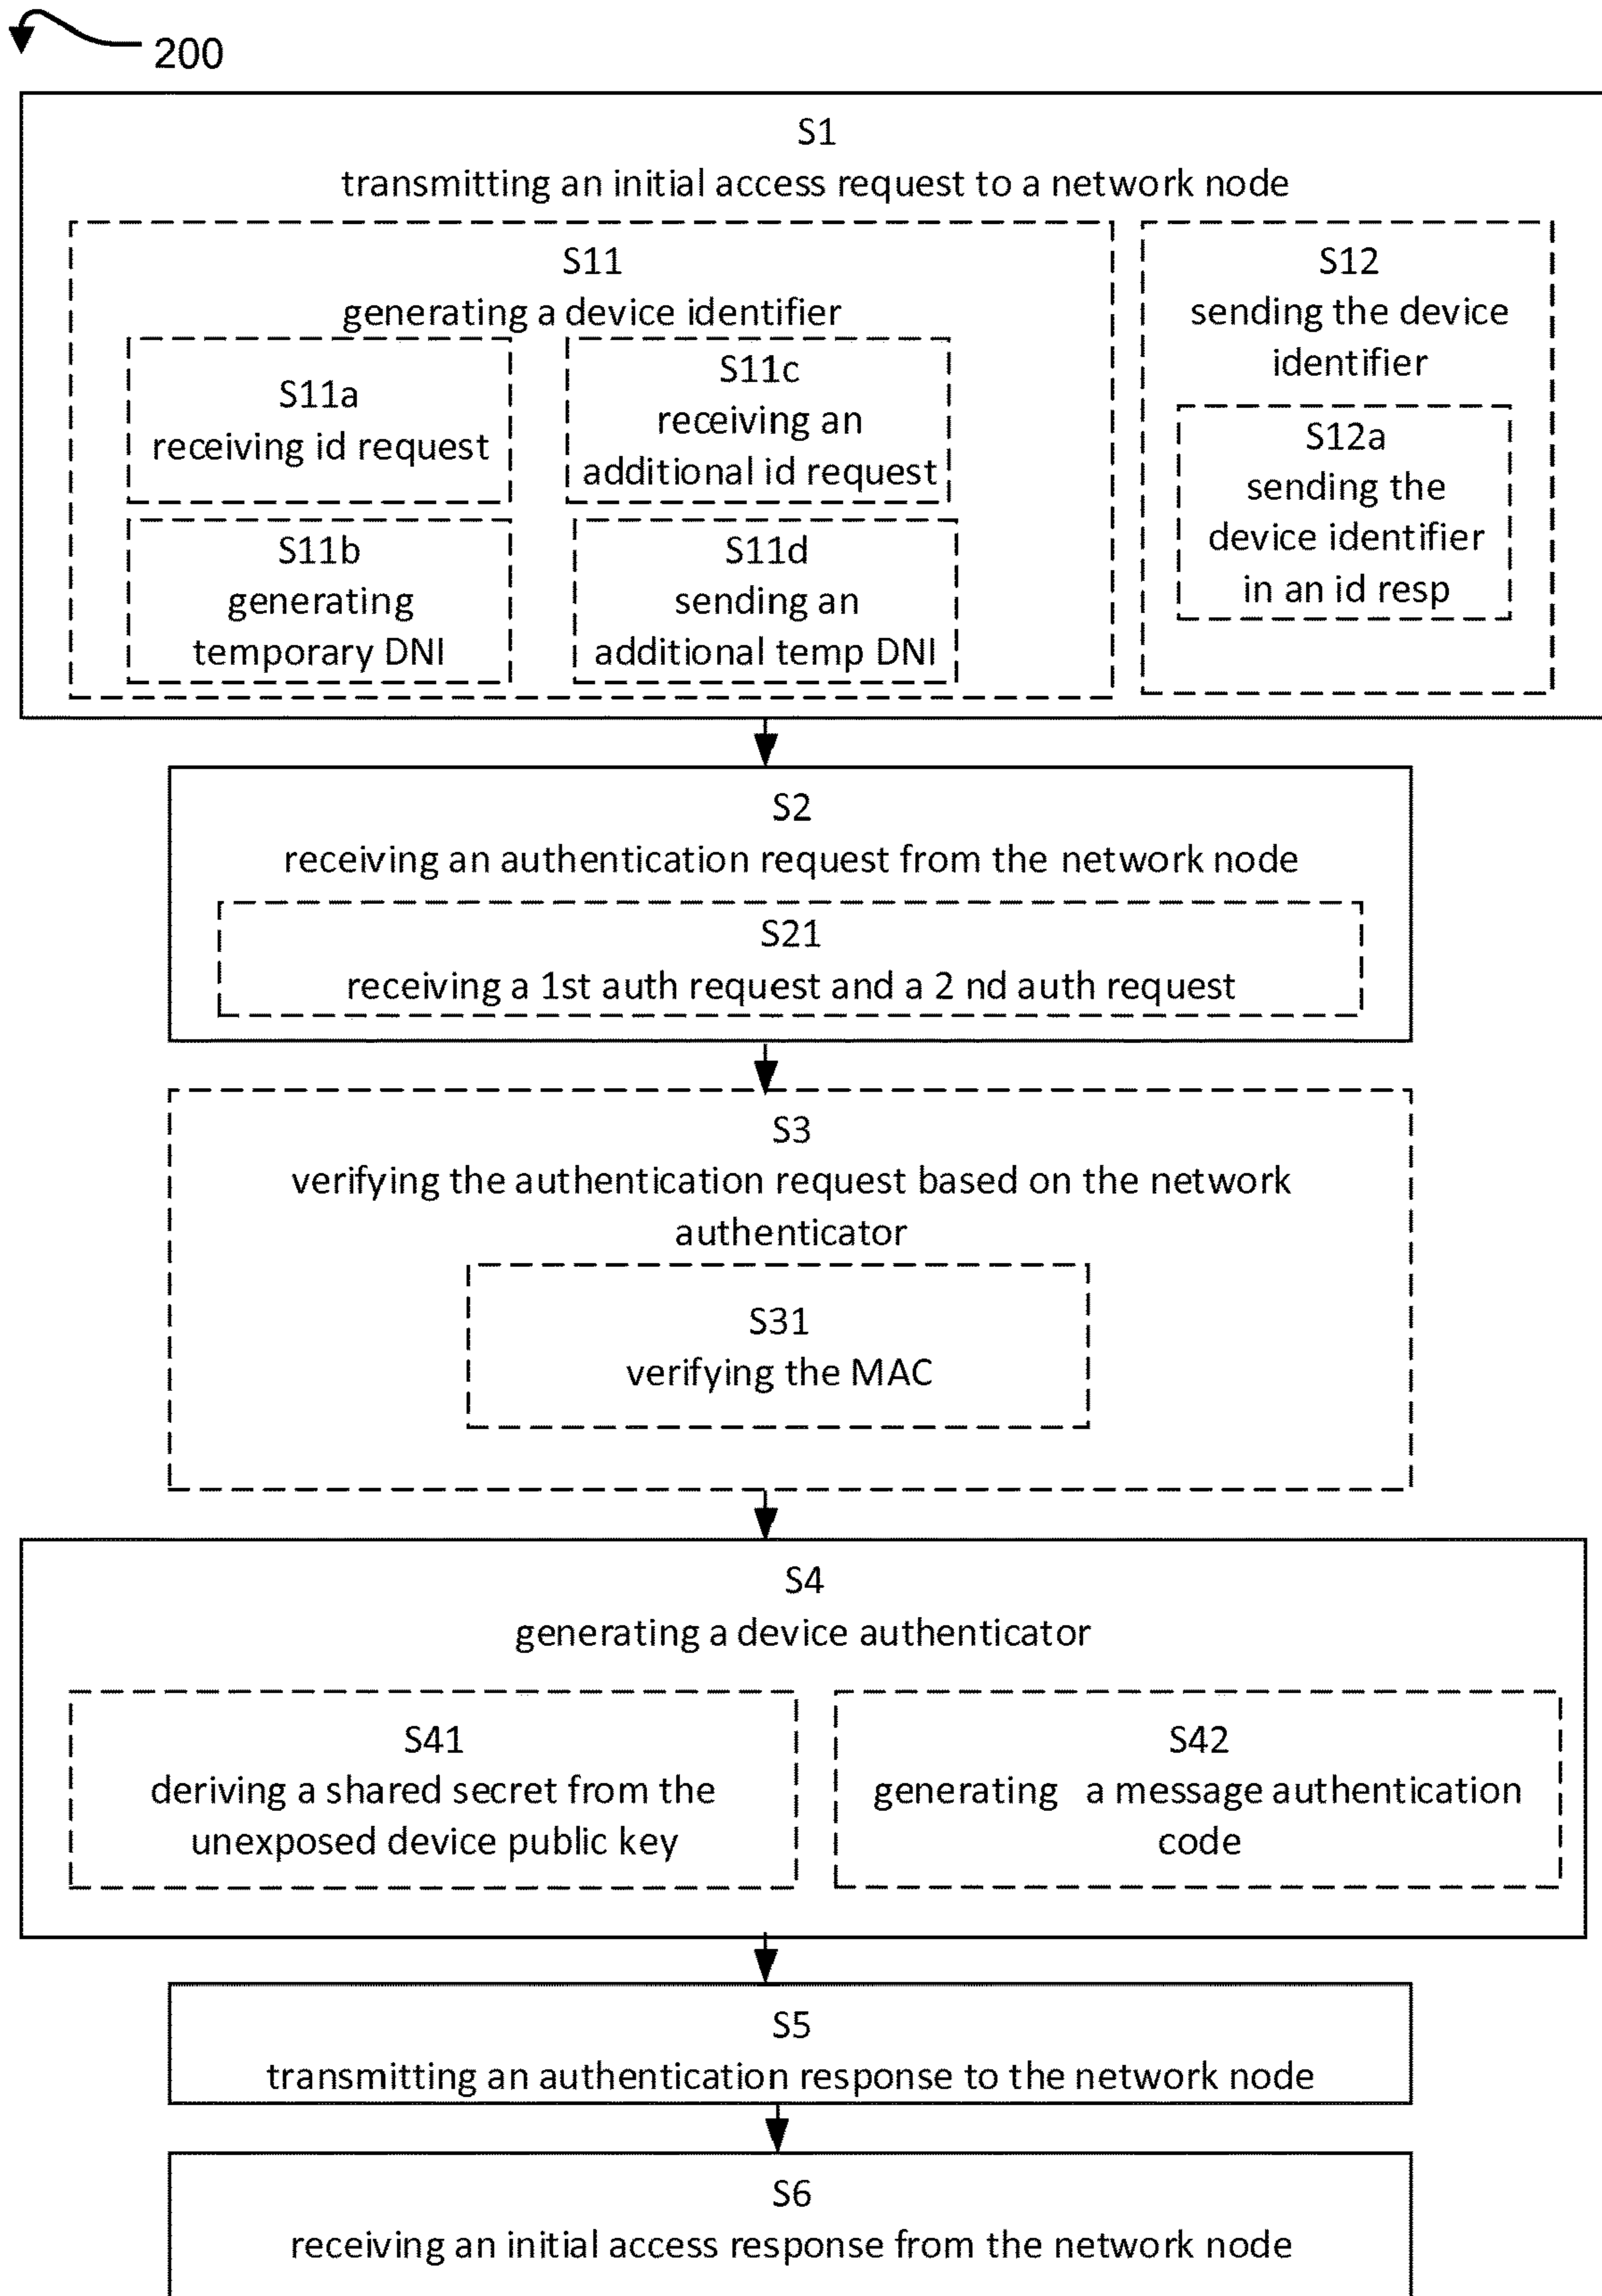 200
S1
transmitting an initial access request to a network node
S11
generating a device identifier
S11a
receiving id request
S11c
receiving an
additional id request
S11b
generating
temporary DNI
S11d
sending an
additional temp DNI
S12
sending the device
identifier
S12a
sending the
device identifier
in an id resp
S2
receiving an authentication request from the network node
S21
receiving a 1st auth request and a 2 nd auth request
S3
verifying the authentication request based on the network
authenticator
S31
verifying the MAC
S4
generating a device authenticator
S41
deriving a shared secret from the
unexposed device public key
S42
generating a message authentication
code
S5
transmitting an authentication response to the network node
S6
receiving an initial access response from the network node